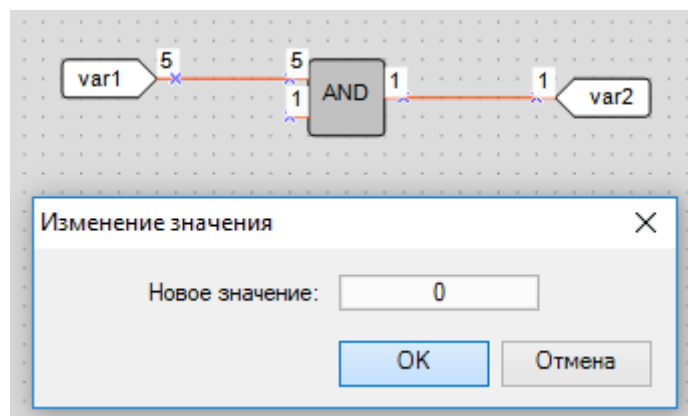 5 5
var1 AND 1 1 var2
1
Изменение значения
Новое значение: 0
OK Отмена